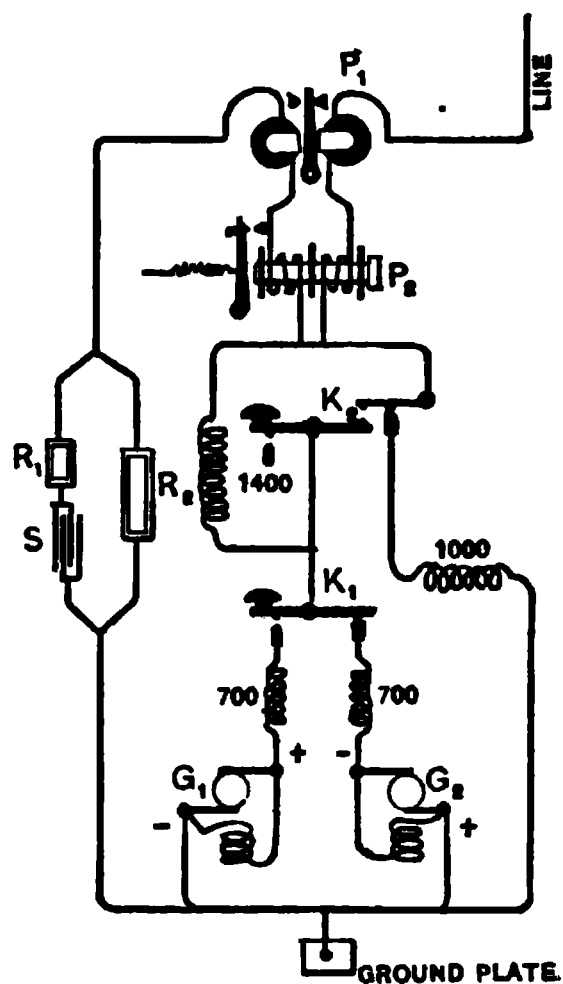 P₁
LINE
P₂
K₂
R₁
R₂
1400
S
1000
K₁
700
700
+
-
G₁
G₂
-
+
GROUND PLATE.